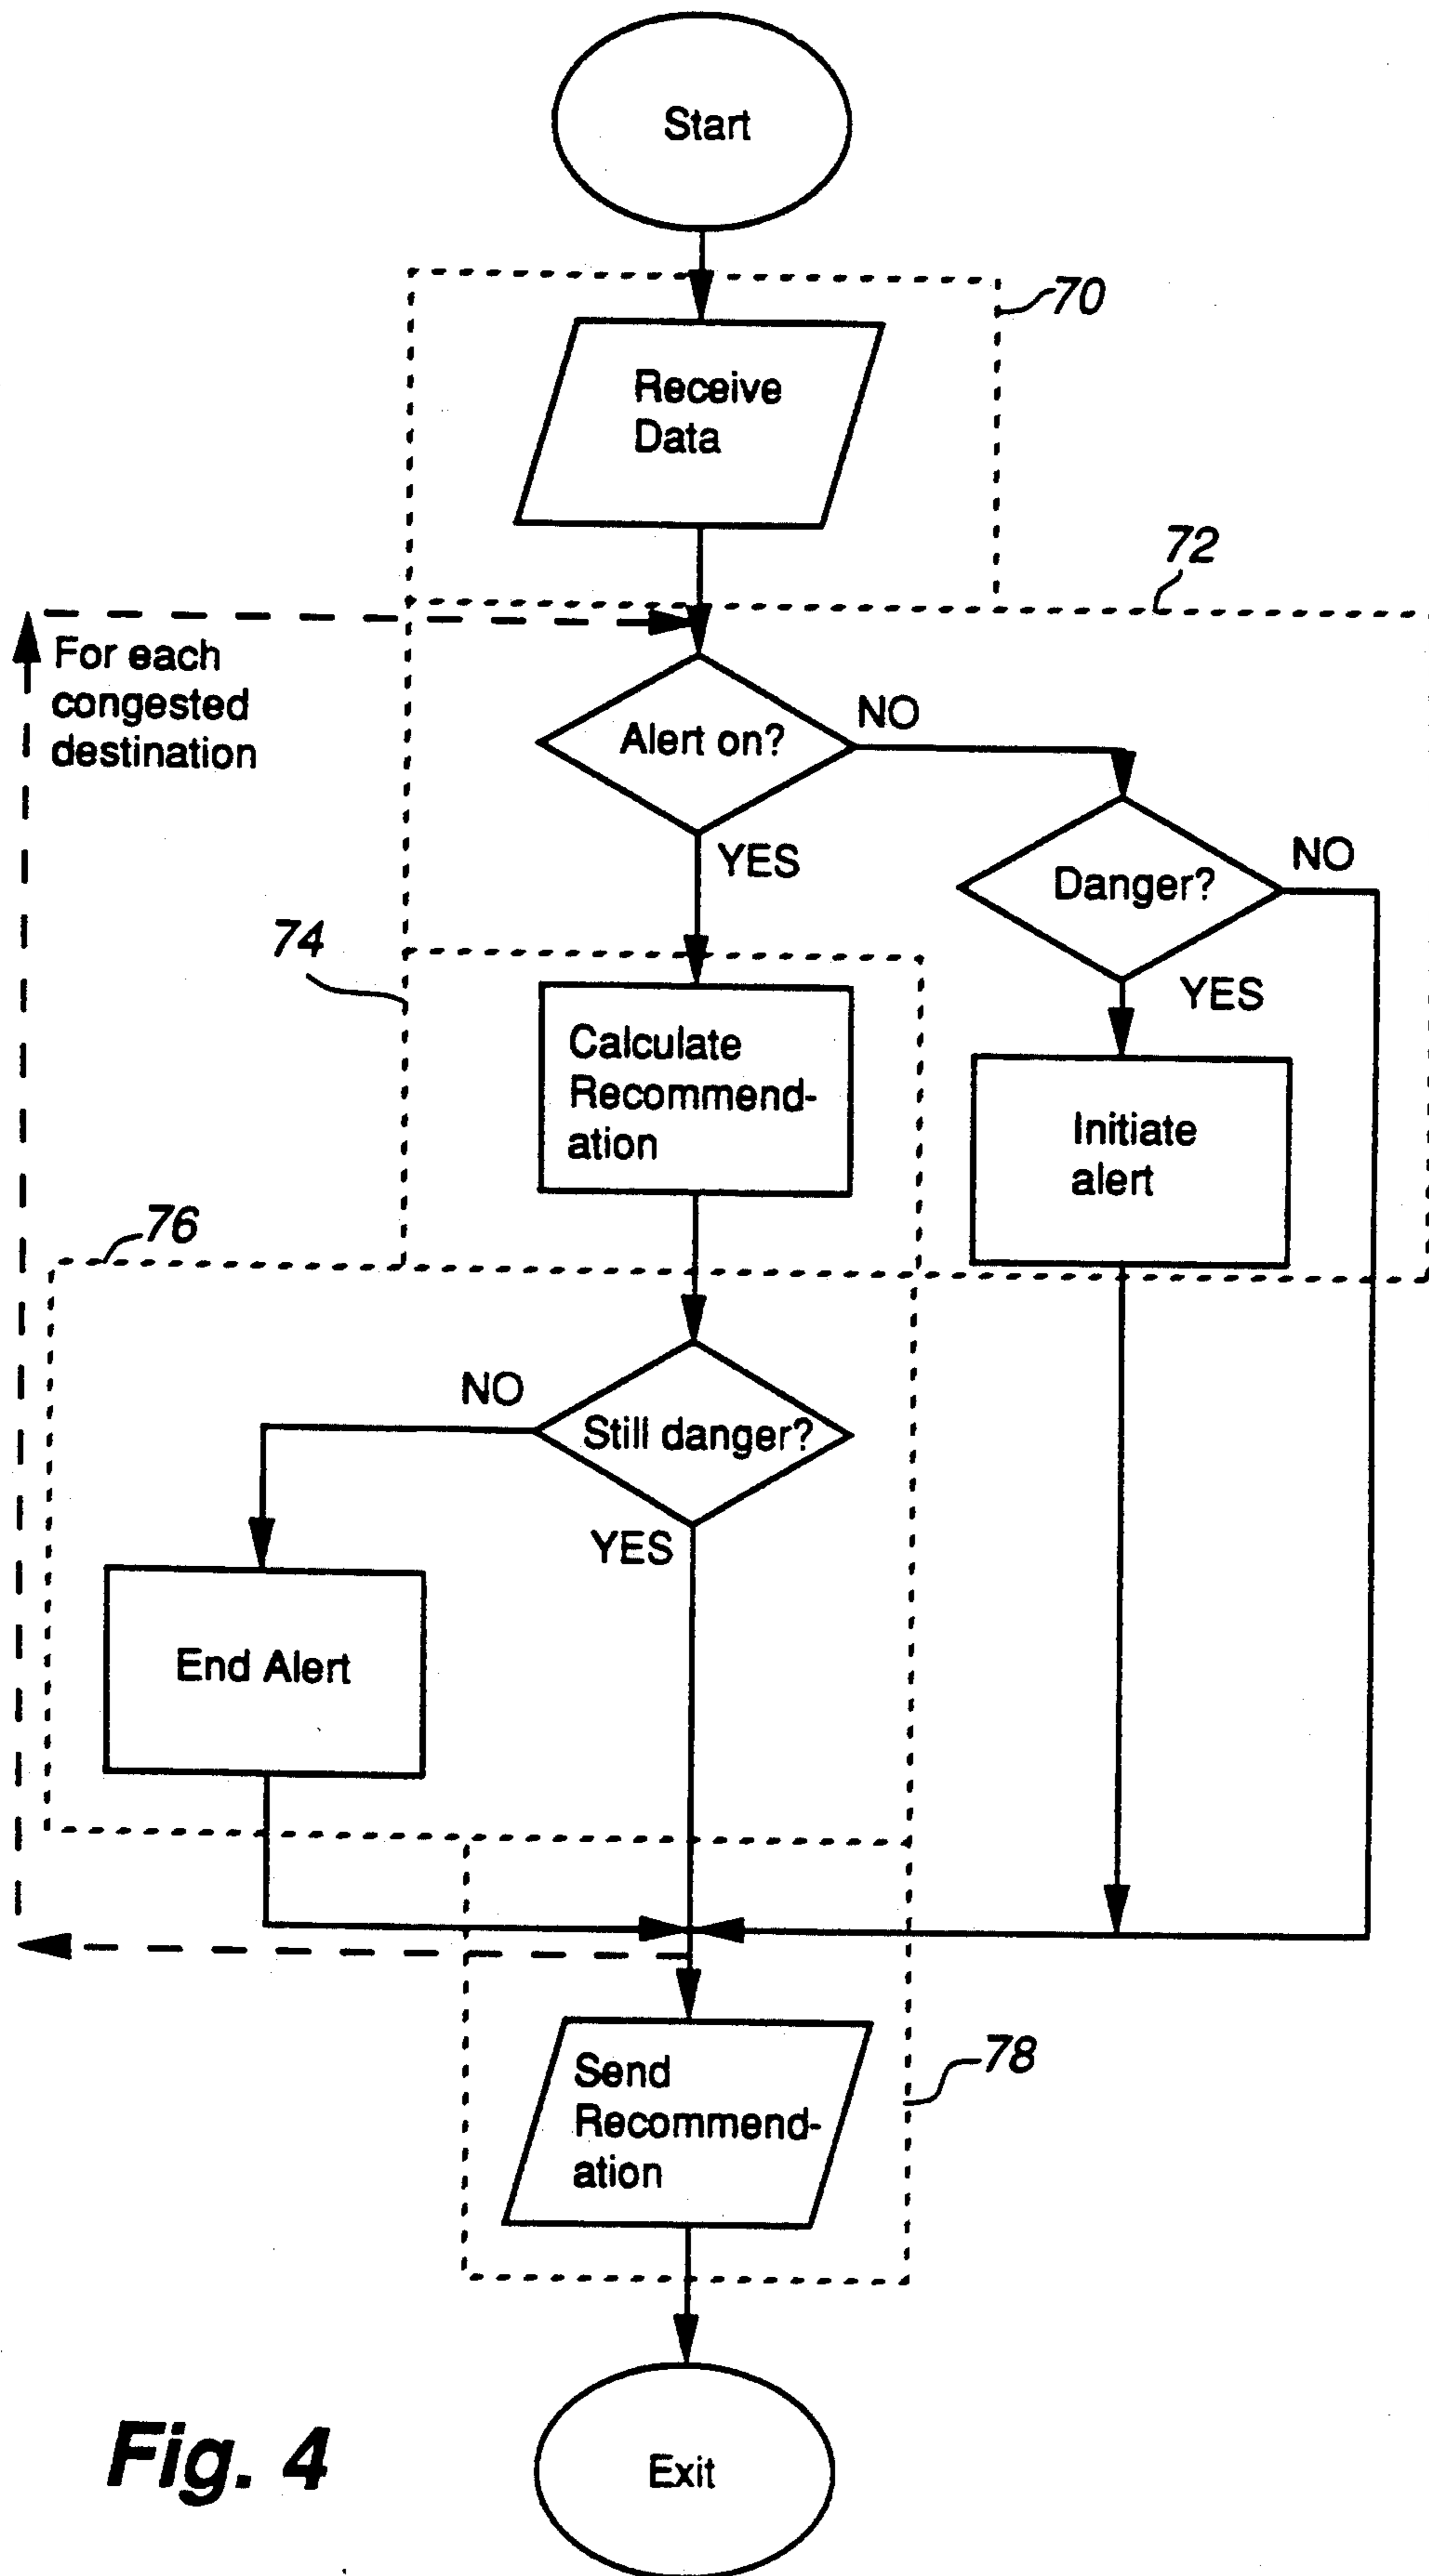 Start
70
Receive
Data
72
For each
congested
destination
Alert on?
NO
YES
Danger?
NO
YES
74
Calculate
Recommend-
ation
Initiate
alert
76
Still danger?
NO
YES
End Alert
Send
Recommend-
ation
78
Exit
Fig. 4